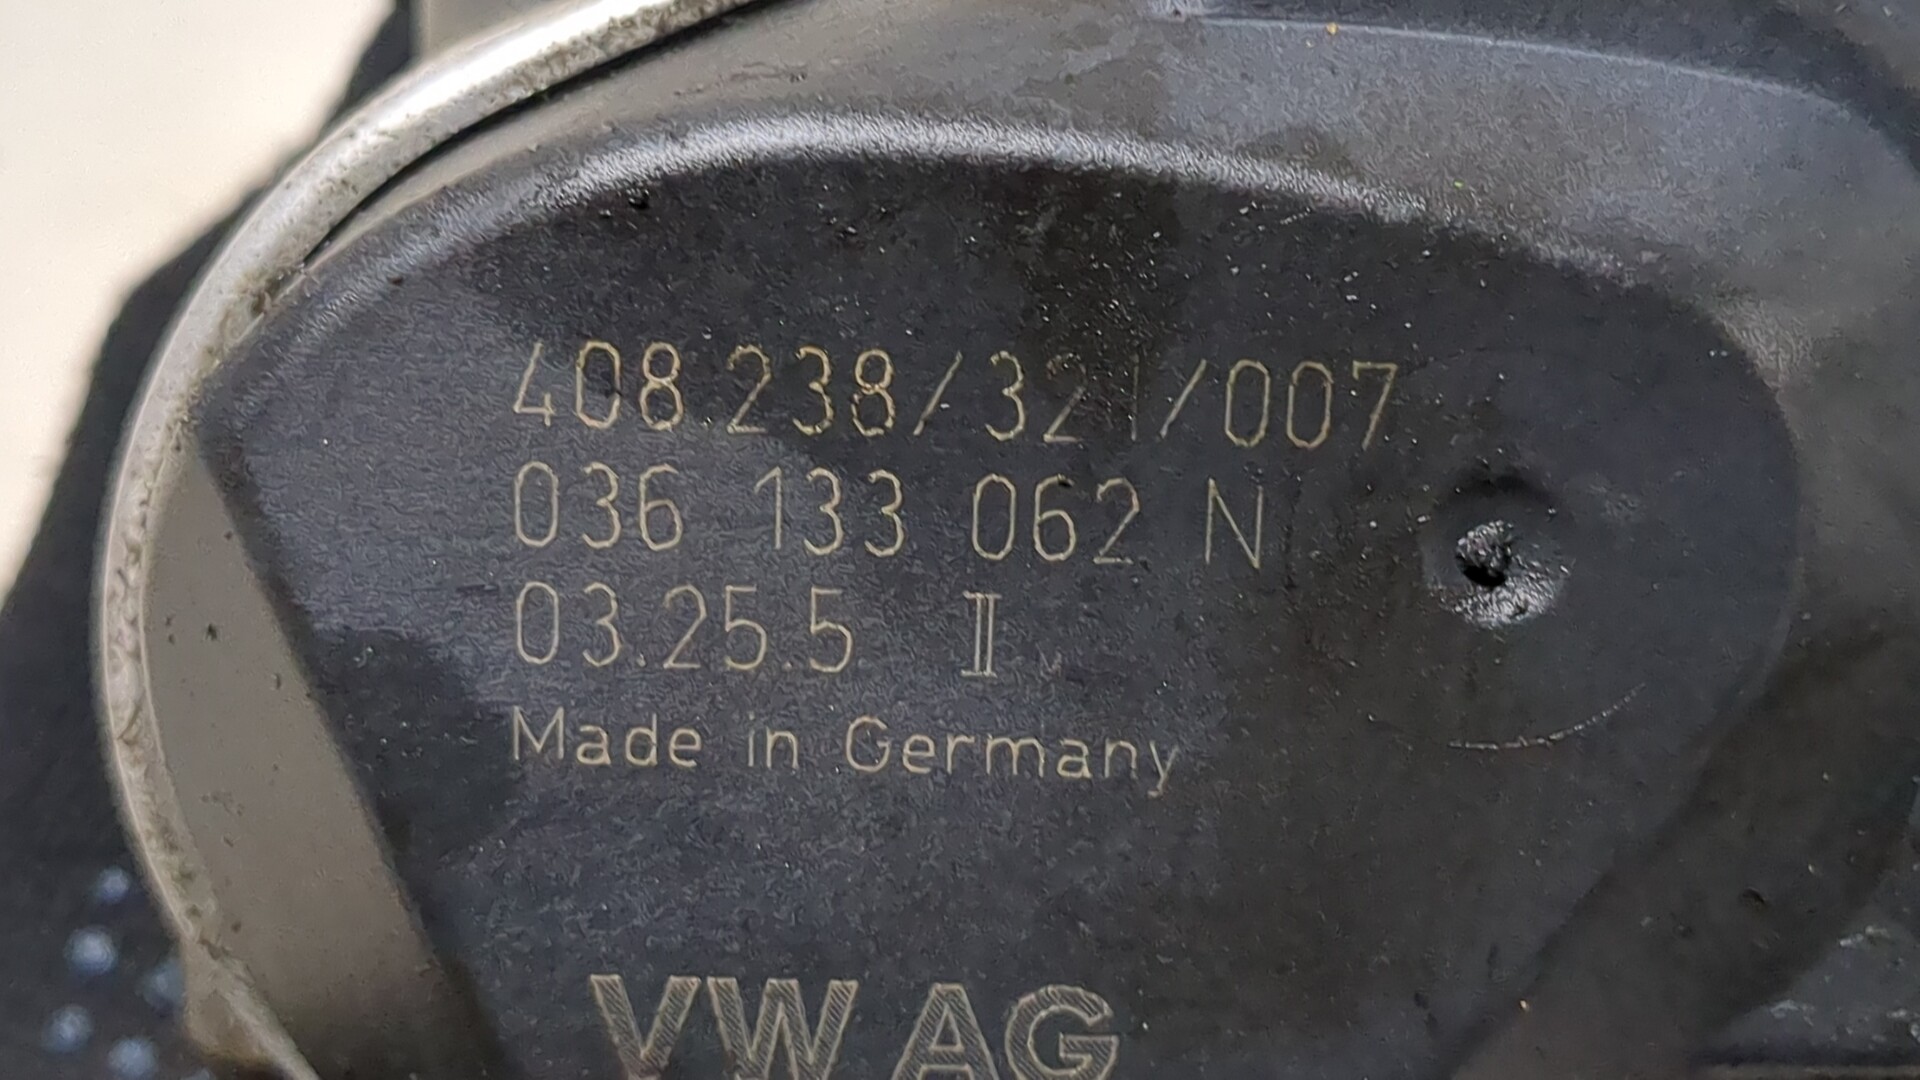 408.238/321/007
036 133 062 N
03.25.5 II
Made in Germany
VW AG